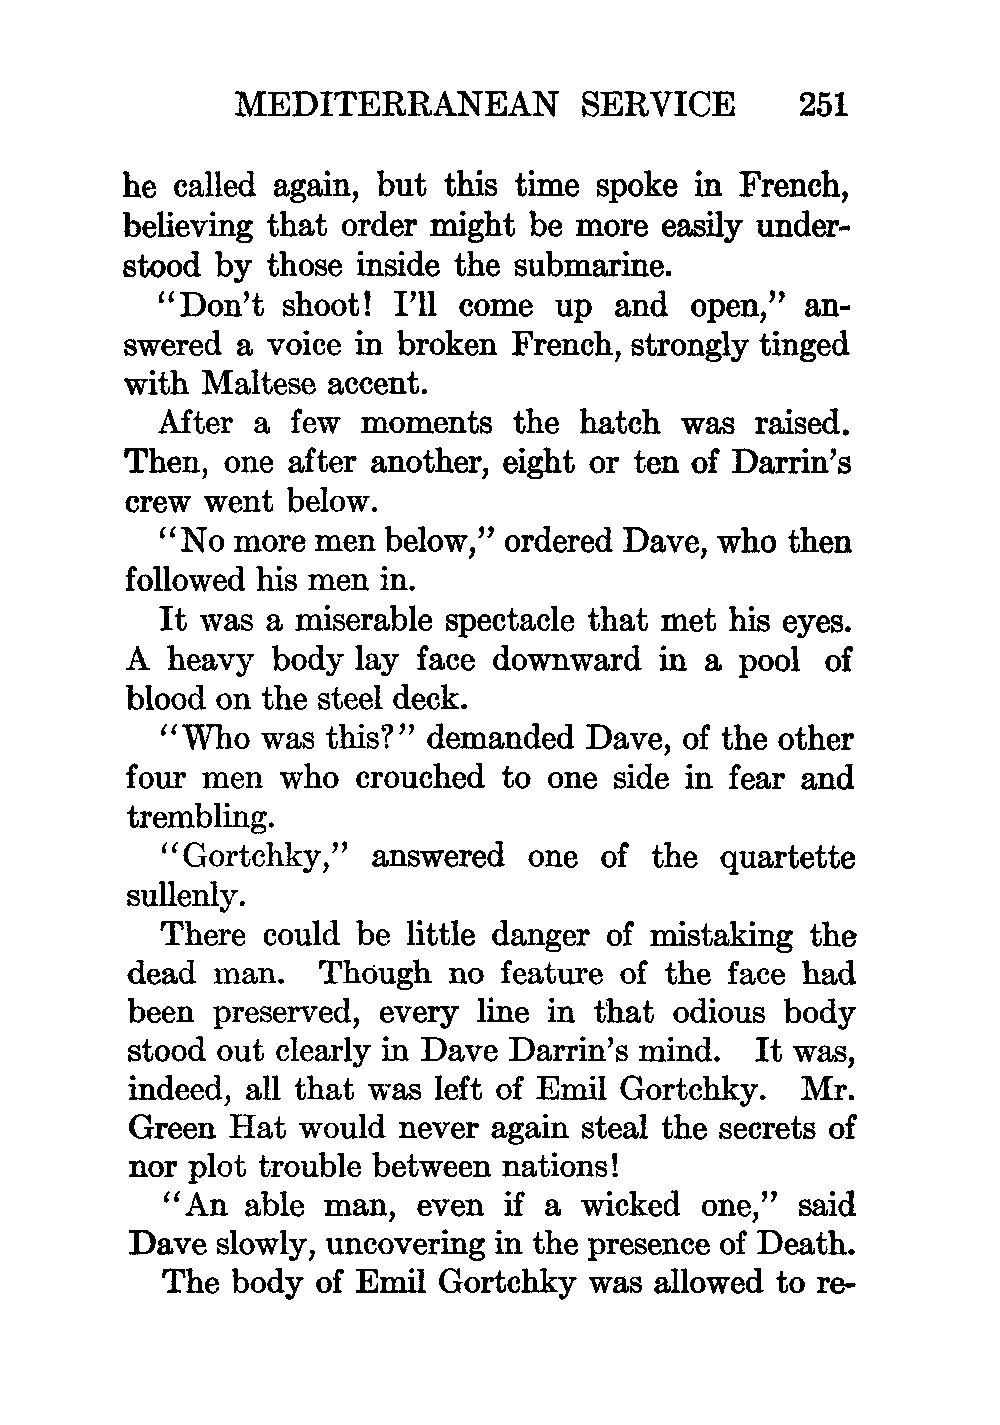 MEDITERRANEAN SERVICE 251
he called again, but this time spoke in French,
believing that order might be more easily under-
stood by those inside the submarine.
“Don’t shoot! I’ll come up and open,” an-
swered a voice in broken French, strongly tinged
with Maltese accent.
After a few moments the hatch was raised.
Then, one after another, eight or ten of Darrin’s
crew went below.
“No more men below,” ordered Dave, who then
followed his men in.
It was a miserable spectacle that met his eyes.
A heavy body lay face downward in a pool of
blood on the steel deck.
“Who was this?” demanded Dave, of the other
four men who crouched to one side in fear and
trembling.
“Gortchky,” answered one of the quartette
sullenly.
There could be little danger of mistaking the
dead man. Though no feature of the face had
been preserved, every line in that odious body
stood out clearly in Dave Darrin’s mind. It was,
indeed, all that was left of Emil Gortchky. Mr.
Green Hat would never again steal the secrets of
nor plot trouble between nations!
“An able man, even if a wicked one,” said
Dave slowly, uncovering in the presence of Death.
The body of Emil Gortchky was allowed to re-